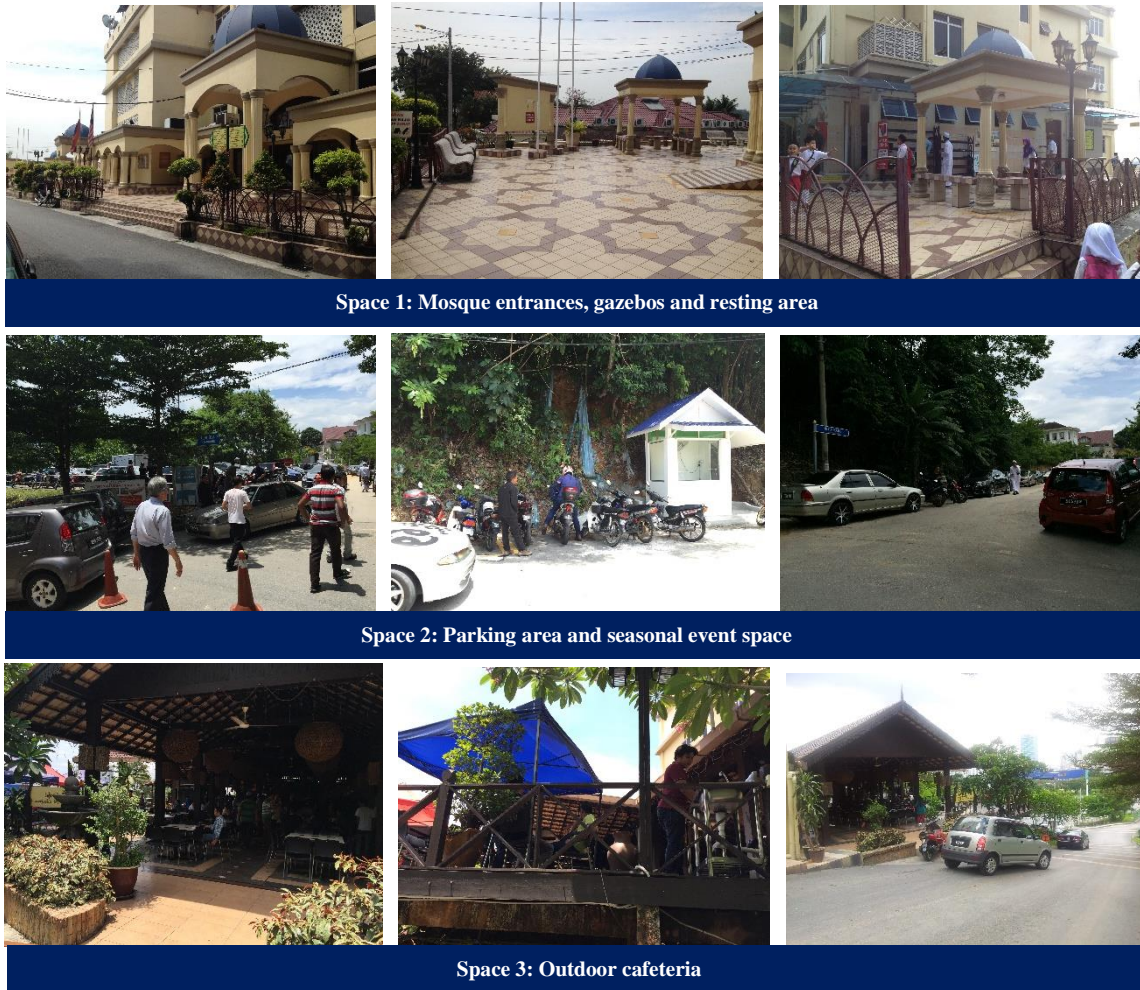 Space 1: Mosque entrances, gazebos and resting area
Space 2: Parking area and seasonal event space
Space 3: Outdoor cafeteria